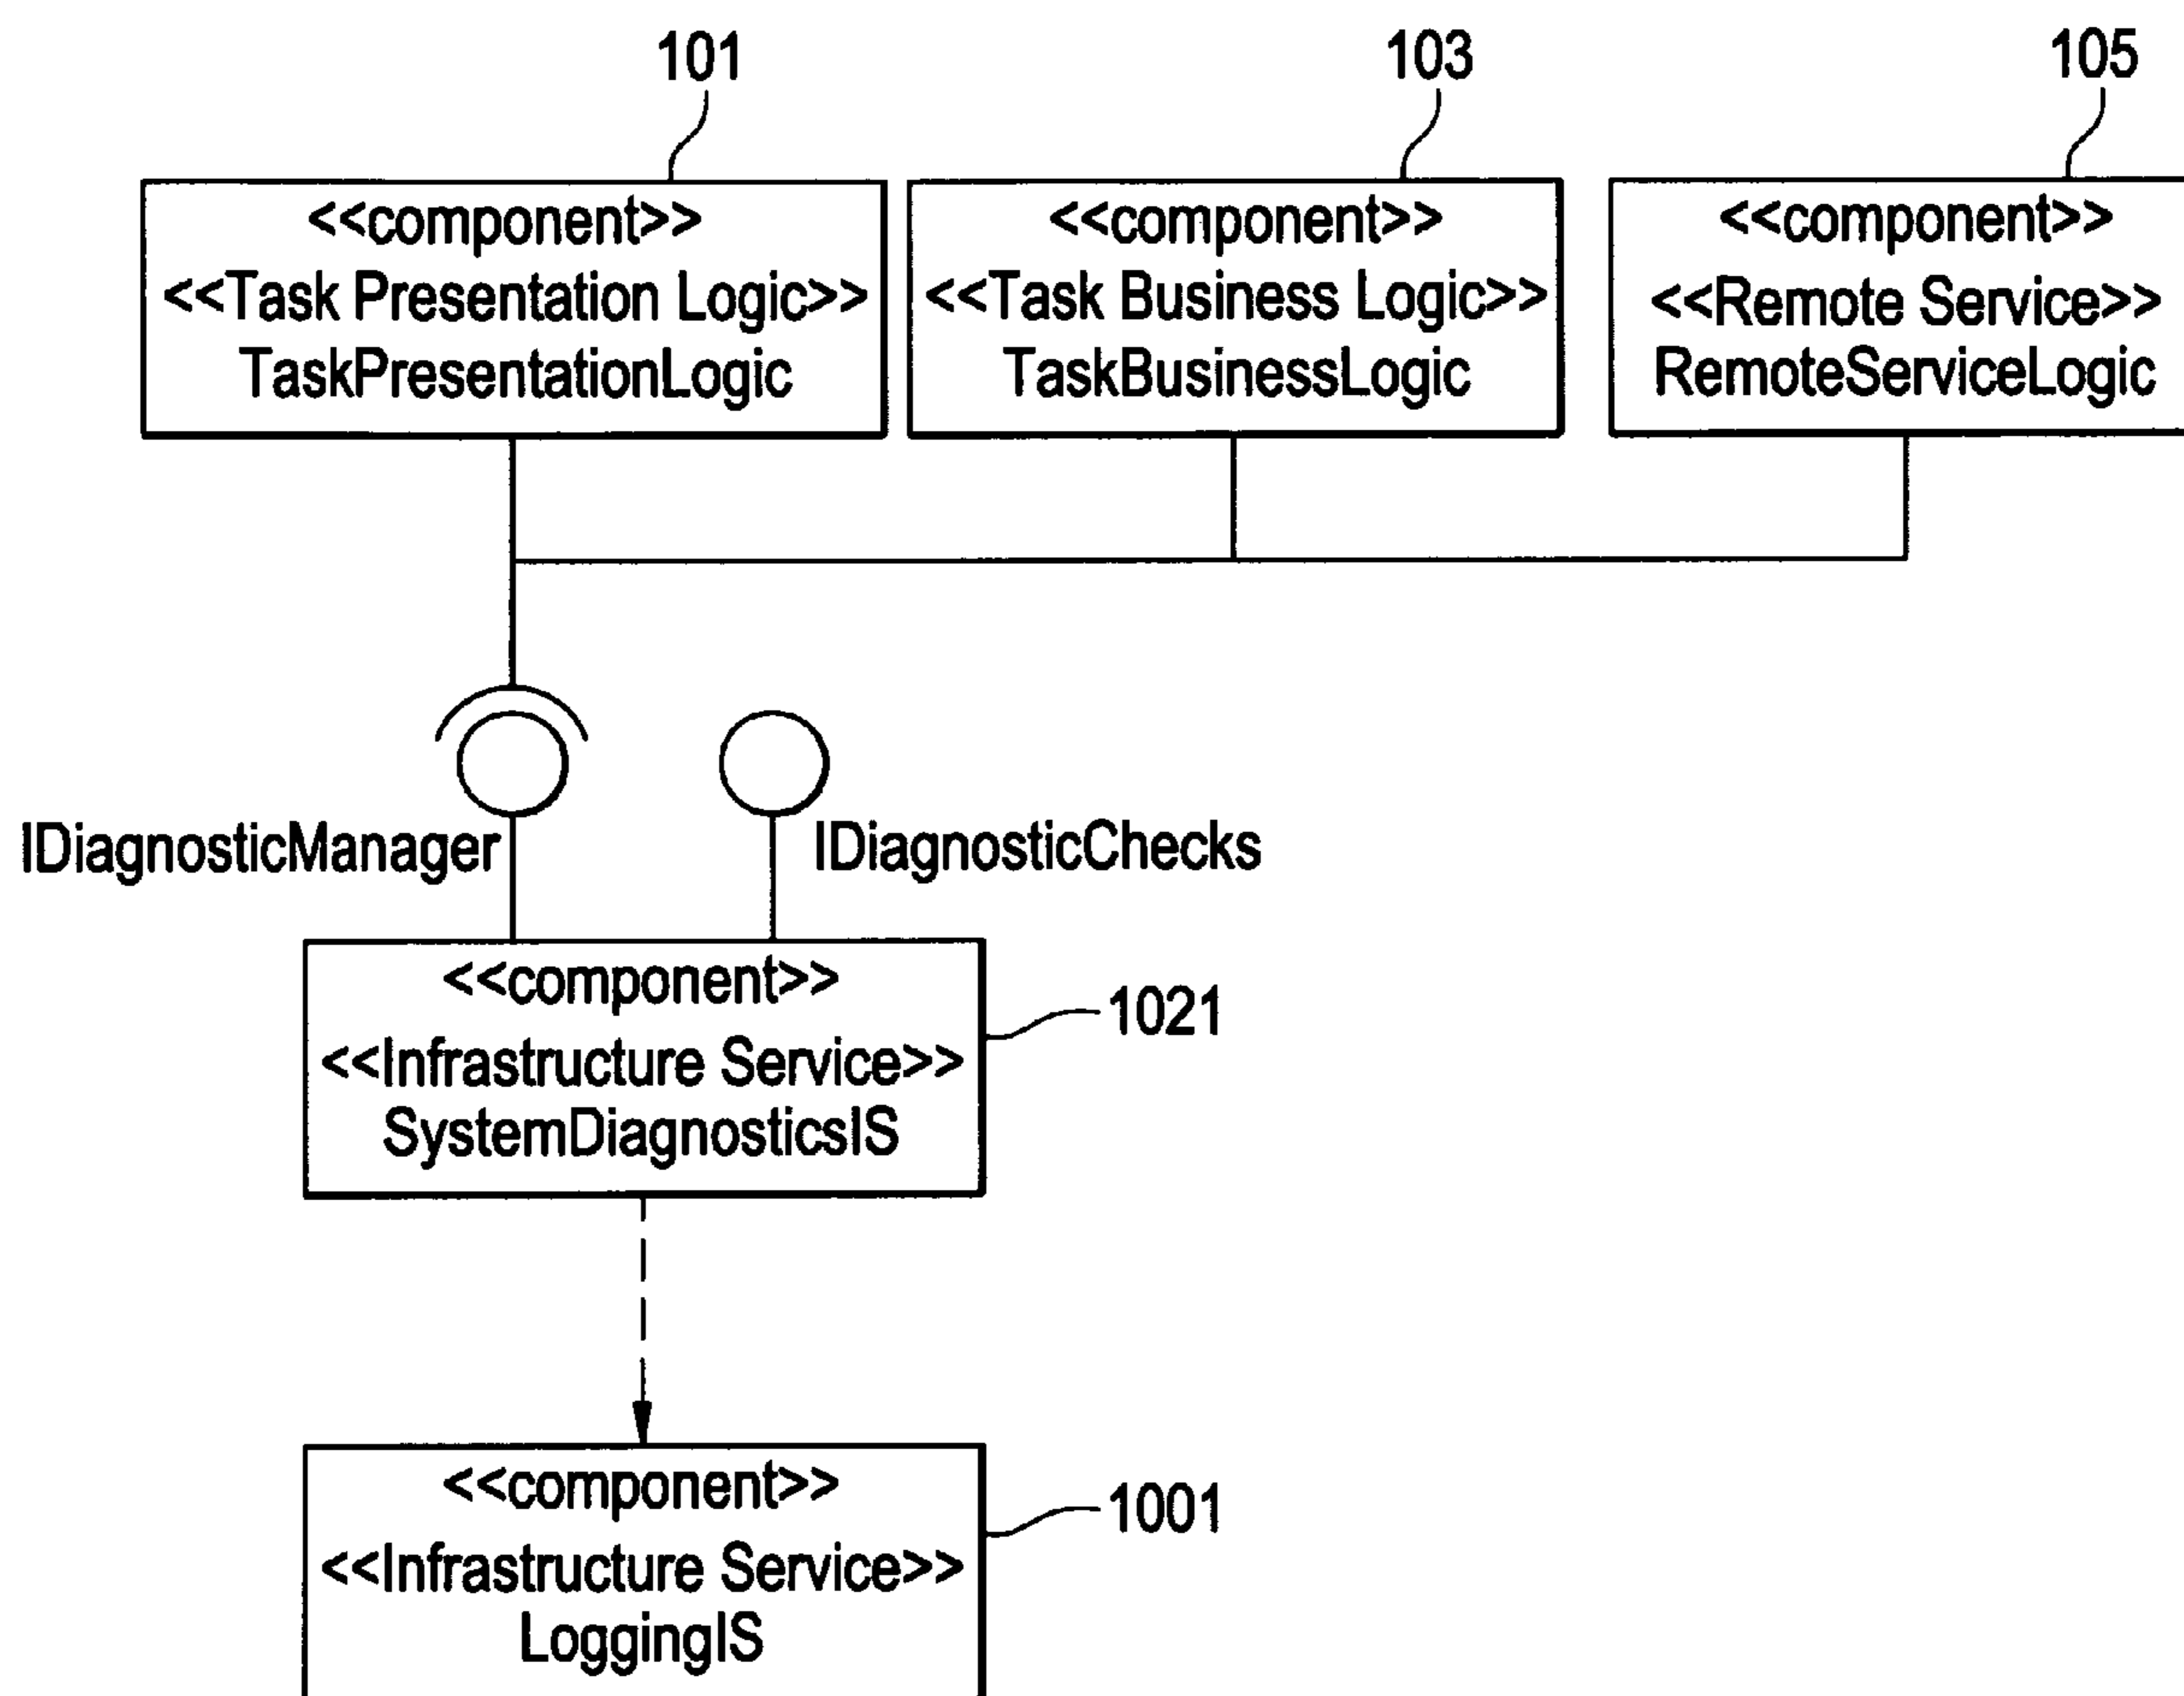 101
103
105
<<component>>
<<Task Presentation Logic>>
TaskPresentationLogic
<<component>>
<<Task Business Logic>>
TaskBusinessLogic
<<component>>
<<Remote Service>>
RemoteServiceLogic
IDiagnosticManager
IDiagnosticChecks
<<component>>
<<Infrastructure Service>>
SystemDiagnosticsIS
1021
<<component>>
<<Infrastructure Service>>
LoggingIS
1001